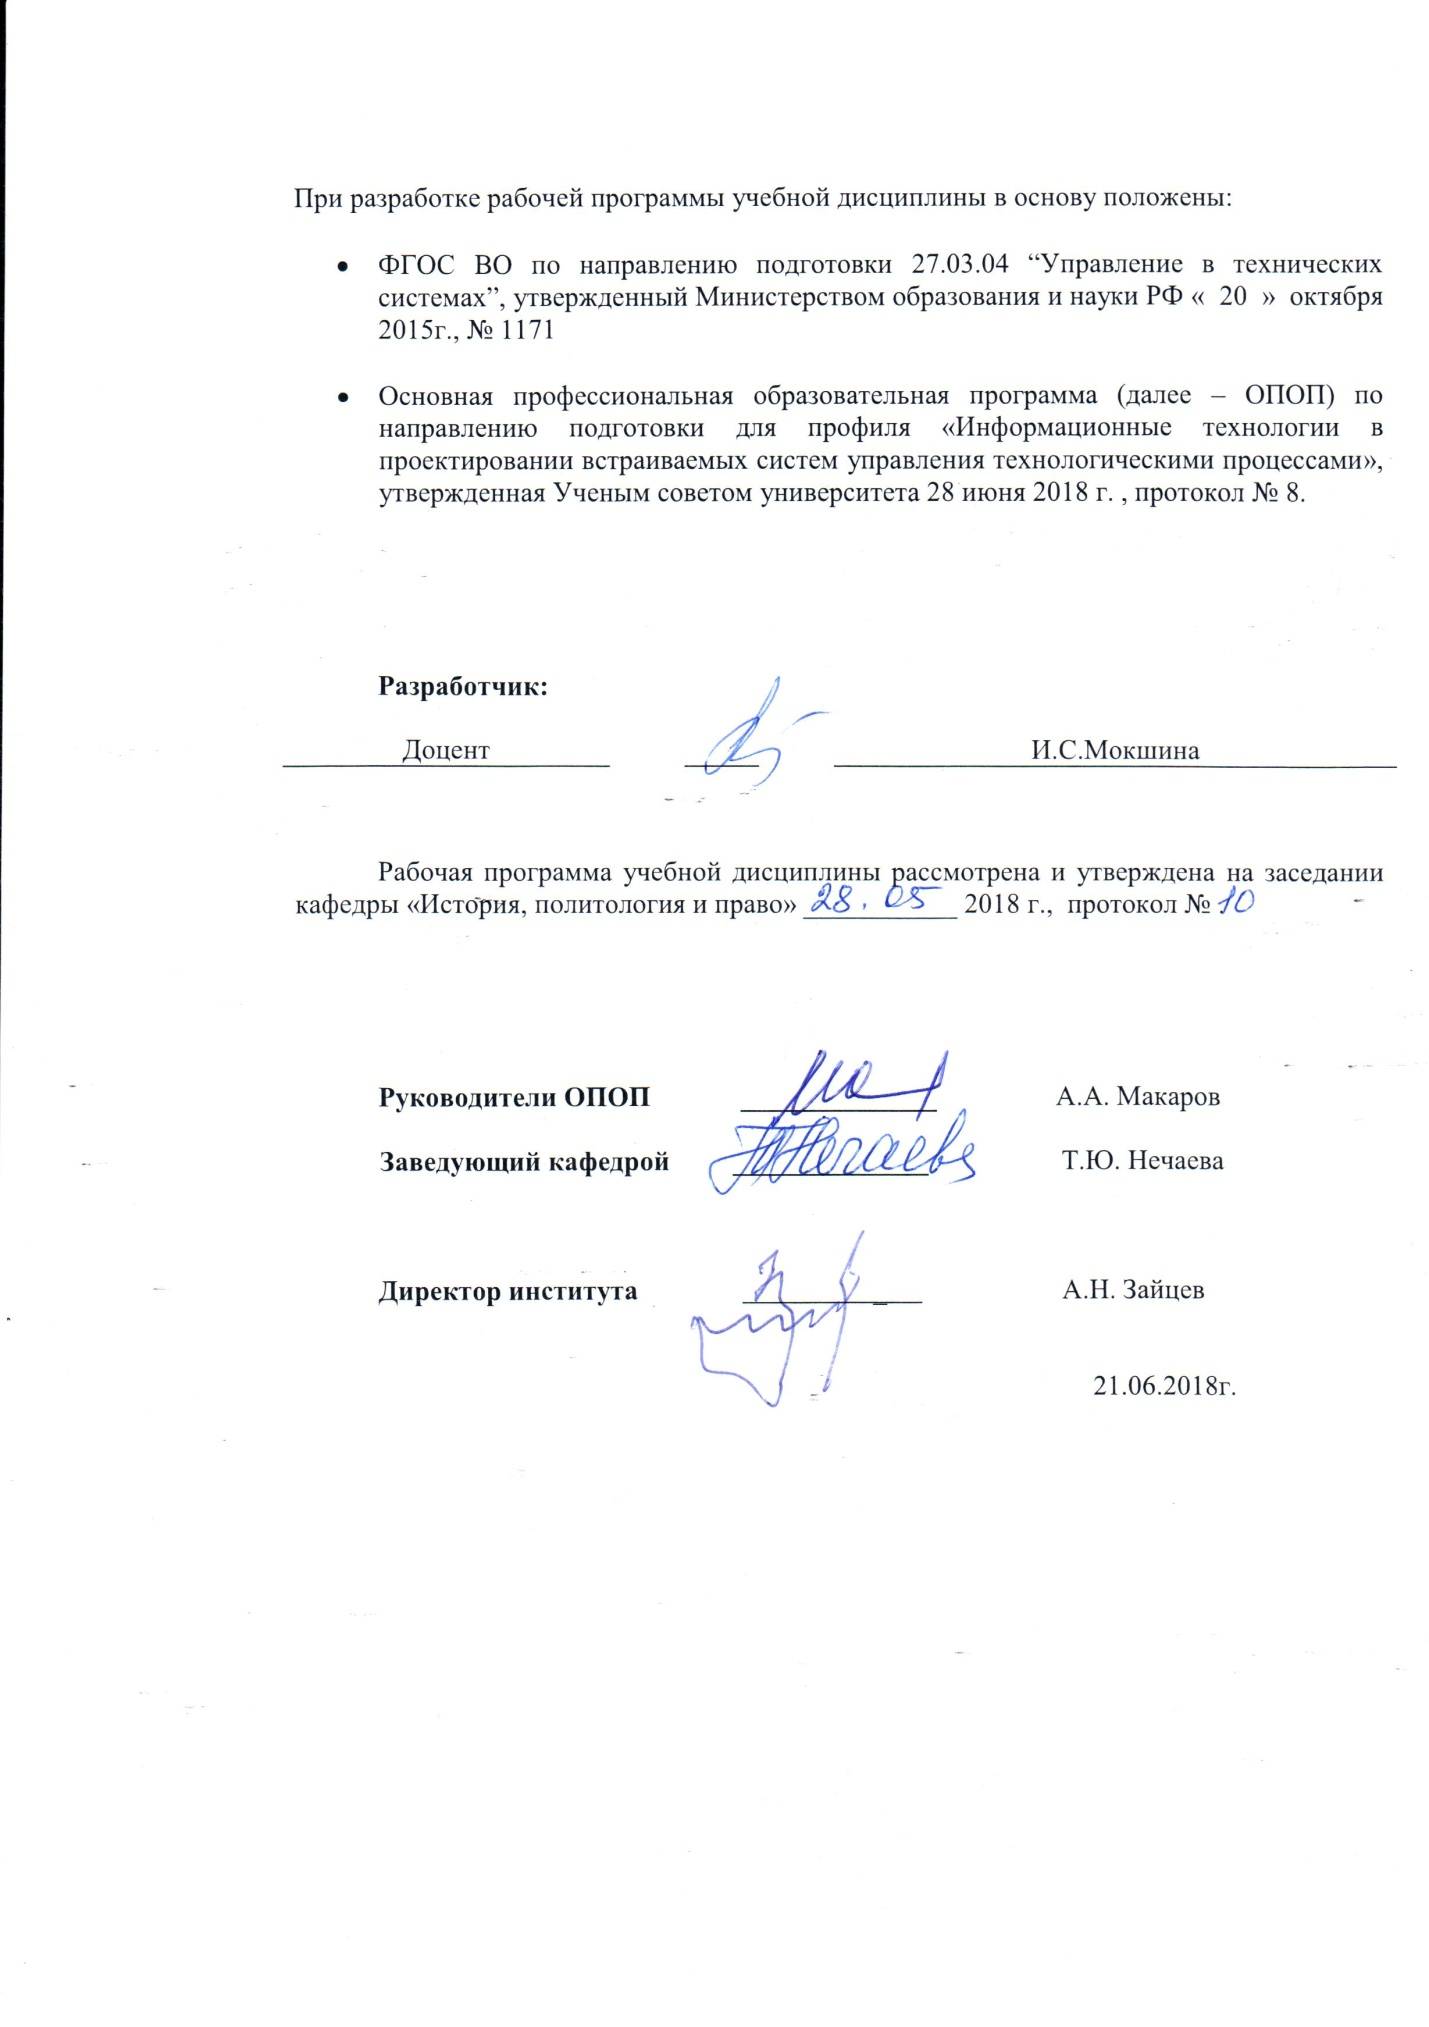 При разработке рабочей программы учебной дисциплины в основу положены:
• ФГОС ВО по направлению подготовки 27.03.04 “Управление в технических
системах”, утвержденный Министерством образования и науки РФ « 20 » октября
2015г., № 1171
• Основная профессиональная образовательная программа (далее – ОПОП) по
направлению подготовки для профиля «Информационные технологии в
проектировании встраиваемых систем управления технологическими процессами»,
утвержденная Ученым советом университета 28 июня 2018 г. , протокол № 8.
Разработчик:
Доцент И.С.Мокшина
Рабочая программа учебной дисциплины рассмотрена и утверждена на заседании
кафедры «История, политология и право» 28.05 2018 г., протокол № 10
Руководители ОПОП А.А. Макаров
Заведующий кафедрой ТНечаева Т.Ю. Нечаева
Директор института А.Н. Зайцев
21.06.2018г.